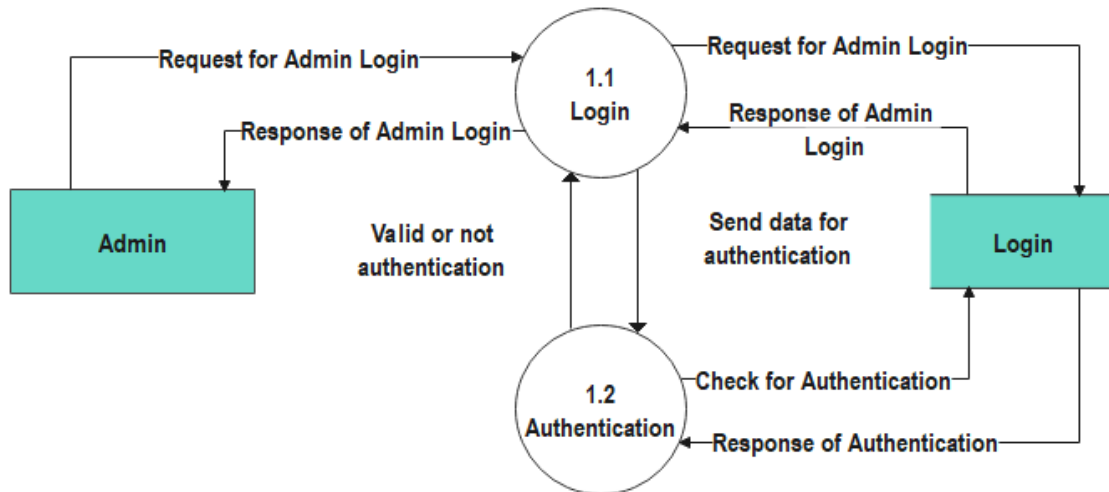 Request for Admin Login
1.1
Login
Request for Admin Login
Response of Admin Login
Response of Admin
Login
Admin
Valid or not
authentication
Send data for
authentication
Login
1.2
Authentication
Check for Authentication
Response of Authentication